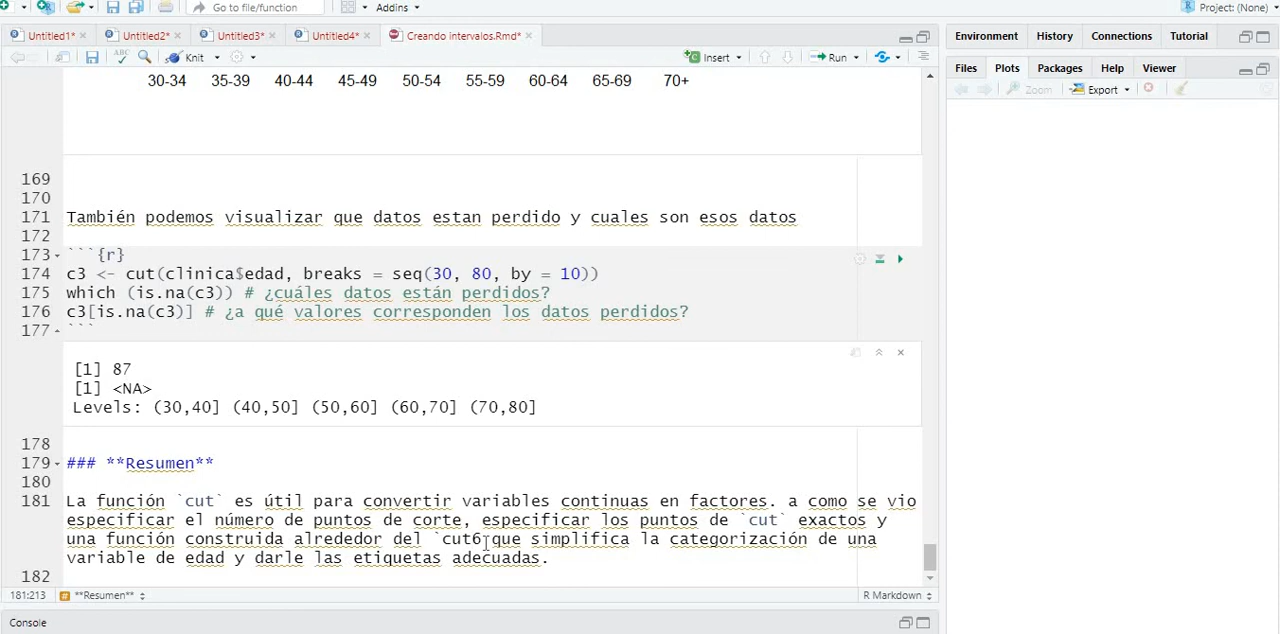 Go to file/function Addins Project: (None)
Untitled1* Untitled2* Untitled3* Untitled4* Creando intervalos.Rmd*
Knit Insert Run
30-34 35-39 40-44 45-49 50-54 55-59 60-64 65-69 70+
169
170
171 También podemos visualizar que datos estan perdido y cuales son esos datos
172
173 ```{r}
174 c3 <- cut(clinica$edad, breaks = seq(30, 80, by = 10))
175 which (is.na(c3)) # ¿cuáles datos están perdidos?
176 c3[is.na(c3)] # ¿a qué valores corresponden los datos perdidos?
177 ```
[1] 87
[1] <NA>
Levels: (30,40] (40,50] (50,60] (60,70] (70,80]
178
179 ### **Resumen**
180
181 La función `cut` es útil para convertir variables continuas en factores. a como se vio
especificar el número de puntos de corte, especificar los puntos de `cut` exactos y
una función construida alrededor del `cut6 que simplifica la categorización de una
variable de edad y darle las etiquetas adecuadas.
182
181:213 **Resumen** R Markdown
Console
Environment History Connections Tutorial
Files Plots Packages Help Viewer
Zoom Export